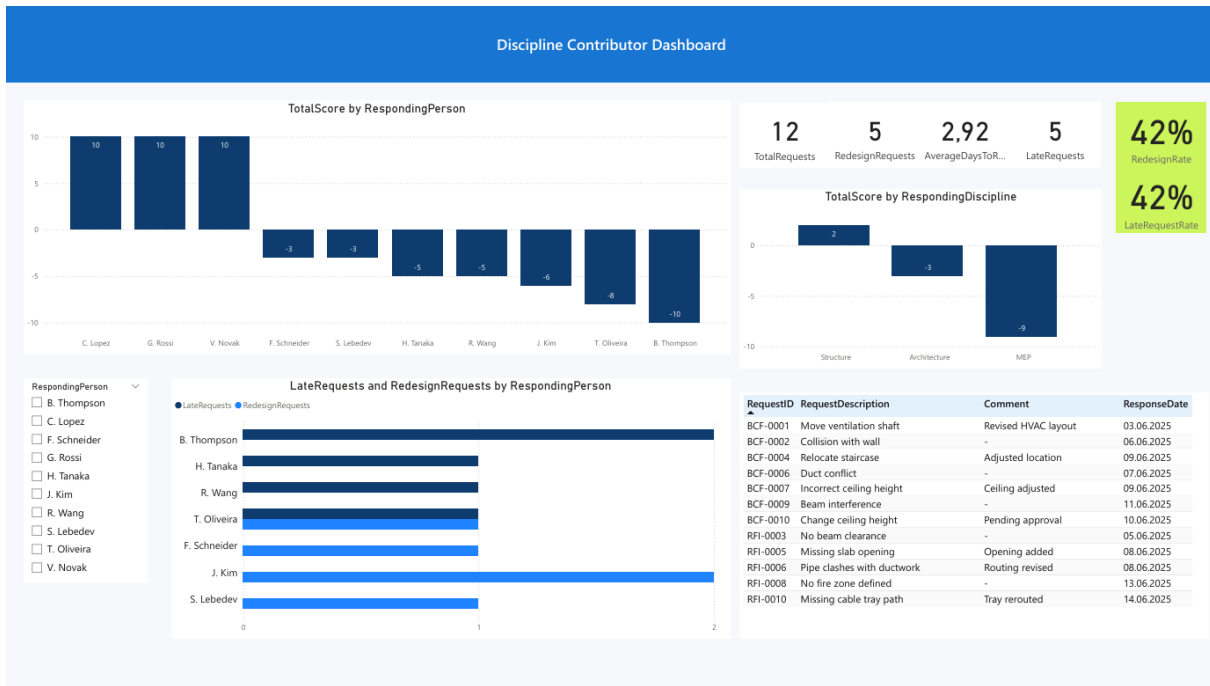 Discipline Contributor Dashboard
TotalScore by RespondingPerson
10
5
0
-5
-10
10
10
10
-3
-3
-5
-5
-6
-8
-10
C. Lopez
G. Rossi
V. Novak
F. Schneider
S. Lebedev
H. Tanaka
R. Wang
J. Kim
T. Oliveira
B. Thompson
12
TotalRequests
5
RedesignRequests
2,92
AverageDaysToR...
5
LateRequests
42%
RedesignRate
42%
LateRequestRate
TotalScore by RespondingDiscipline
0
-5
-10
2
-3
-9
Structure
Architecture
MEP
RespondingPerson
B. Thompson
C. Lopez
F. Schneider
G. Rossi
H. Tanaka
J. Kim
R. Wang
S. Lebedev
T. Oliveira
V. Novak
LateRequests and RedesignRequests by RespondingPerson
LateRequests RedesignRequests
B. Thompson
H. Tanaka
R. Wang
T. Oliveira
F. Schneider
J. Kim
S. Lebedev
0 1 2
RequestID RequestDescription Comment ResponseDate
BCF-0001 Move ventilation shaft Revised HVAC layout 03.06.2025
BCF-0002 Collision with wall - 06.06.2025
BCF-0004 Relocate staircase Adjusted location 09.06.2025
BCF-0006 Duct conflict - 07.06.2025
BCF-0007 Incorrect ceiling height Ceiling adjusted 09.06.2025
BCF-0009 Beam interference - 11.06.2025
BCF-0010 Change ceiling height Pending approval 10.06.2025
RFI-0003 No beam clearance - 05.06.2025
RFI-0005 Missing slab opening Opening added 08.06.2025
RFI-0006 Pipe clashes with ductwork Routing revised 08.06.2025
RFI-0008 No fire zone defined - 13.06.2025
RFI-0010 Missing cable tray path Tray rerouted 14.06.2025